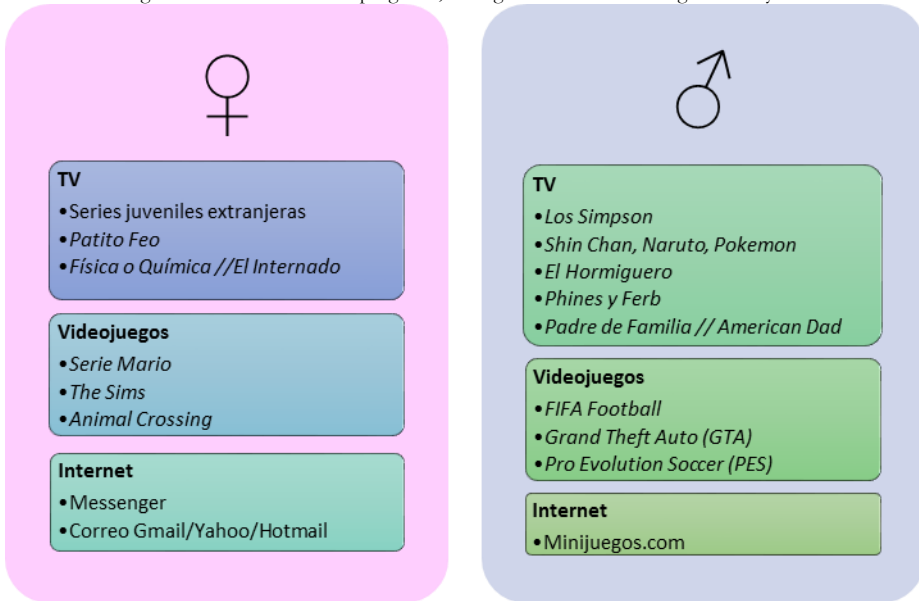 TV
•Series juveniles extranjeras
•Patito Feo
•Física o Química //El Internado
Videojuegos
•Serie Mario
•The Sims
•Animal Crossing
Internet
•Messenger
•Correo Gmail/Yahoo/Hotmail
TV
•Los Simpson
•Shin Chan, Naruto, Pokemon
•El Hormiguero
•Phines y Ferb
•Padre de Familia // American Dad
Videojuegos
•FIFA Football
•Grand Theft Auto (GTA)
•Pro Evolution Soccer (PES)
Internet
•Minijuegos.com